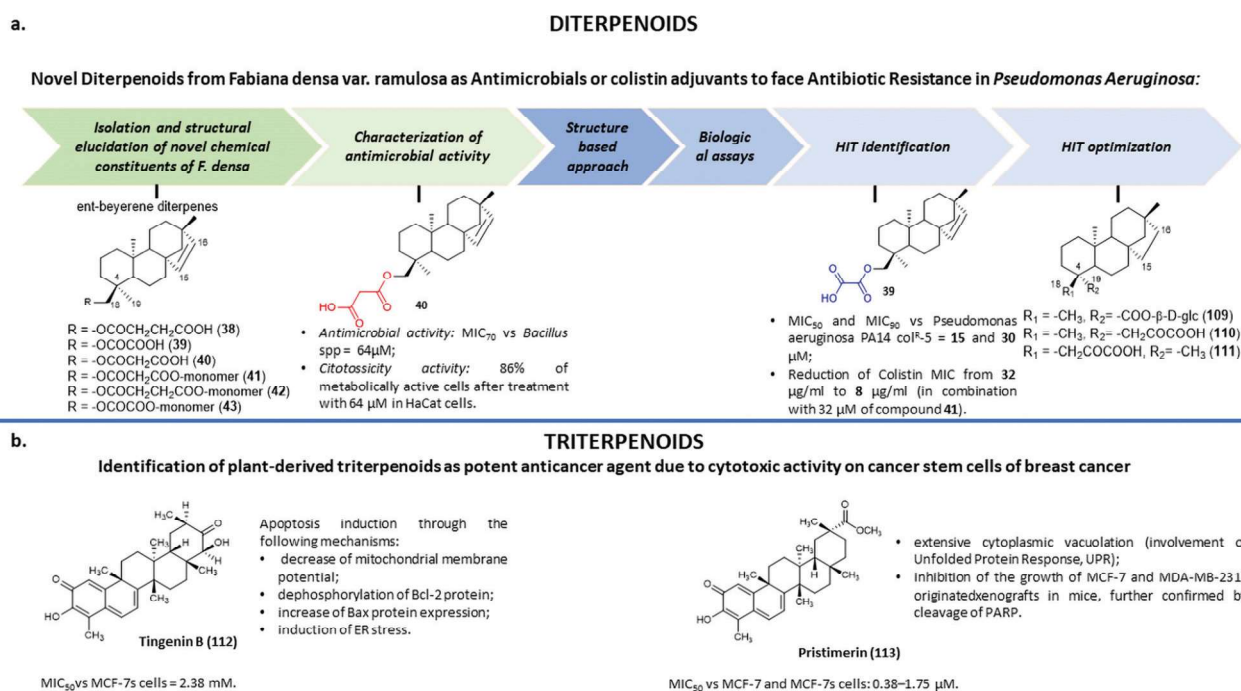 a.
DITERPENOIDS
Novel Diterpenoids from Fabiana densa var. ramulosa as Antimicrobials or colistin adjuvants to face Antibiotic Resistance in Pseudomonas Aeruginosa:
Isolation and structural
elucidation of novel chemical
constituents of F. densa
Characterization of
antimicrobial activity
Structure
based
approach
Biologic
al assays
HIT identification
HIT optimization
ent-beyerene diterpenes
16
15
4
R
18
19
R = -OCOCH₂CH₂COOH (38)
R = -OCOCOOH (39)
R = -OCOCH₂COOH (40)
R = -OCOCH₂COO-monomer (41)
R = -OCOCH₂CH₂COO-monomer (42)
R = -OCOCOO-monomer (43)
O
HO
O
O
40
• Antimicrobial activity: MIC₇₀ vs Bacillus
spp = 64μM;
• Citotossicity activity: 86% of
metabolically active cells after treatment
with 64 μM in HaCat cells.
O
O
HO
O
39
• MIC₅₀ and MIC₉₀ vs Pseudomonas
aeruginosa PA14 colᴿ-5 = 15 and 30
μM;
• Reduction of Colistin MIC from 32
μg/ml to 8 μg/ml (in combination
with 32 μM of compound 41).
16
15
4
18
19
R₁
R₂
R₁ = -CH₃, R₂= -COO-β-D-glc (109)
R₁ = -CH₃, R₂= -CH₂COCOOH (110)
R₁ = -CH₂COCOOH, R₂= -CH₃ (111)
b.
TRITERPENOIDS
Identification of plant-derived triterpenoids as potent anticancer agent due to cytotoxic activity on cancer stem cells of breast cancer
H
H₃C
O
OH
CH₃
H
H
CH₃
CH₃
CH₃
O
HO
CH₃
Tingenin B (112)
MIC₅₀vs MCF-7s cells = 2.38 mM.
Apoptosis induction through the
following mechanisms:
• decrease of mitochondrial membrane
potential;
• dephosphorylation of Bcl-2 protein;
• increase of Bax protein expression;
• induction of ER stress.
O
H₃C
OCH₃
CH₃
CH₃
H
CH₃
CH₃
O
HO
CH₃
Pristimerin (113)
MIC₅₀ vs MCF-7 and MCF-7s cells: 0.38–1.75 μM.
• extensive cytoplasmic vacuolation (involvement o
Unfolded Protein Response, UPR);
• Inhibition of the growth of MCF-7 and MDA-MB-231
originatedxenografts in mice, further confirmed by
cleavage of PARP.